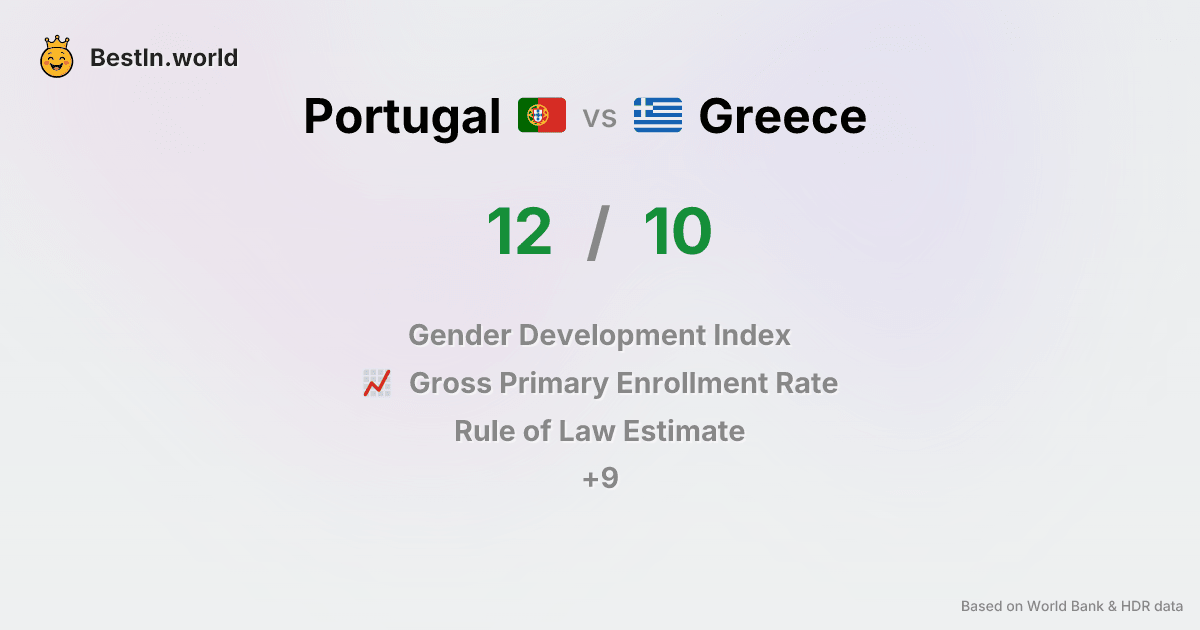 BestIn.world
Portugal vs Greece
12 / 10
Gender Development Index
Gross Primary Enrollment Rate
Rule of Law Estimate
+9
Based on World Bank & HDR data